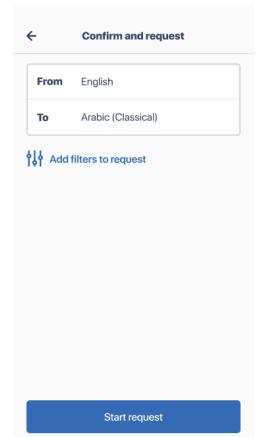 Confirm and request
From English
To Arabic (Classical)
Add filters to request
Start request